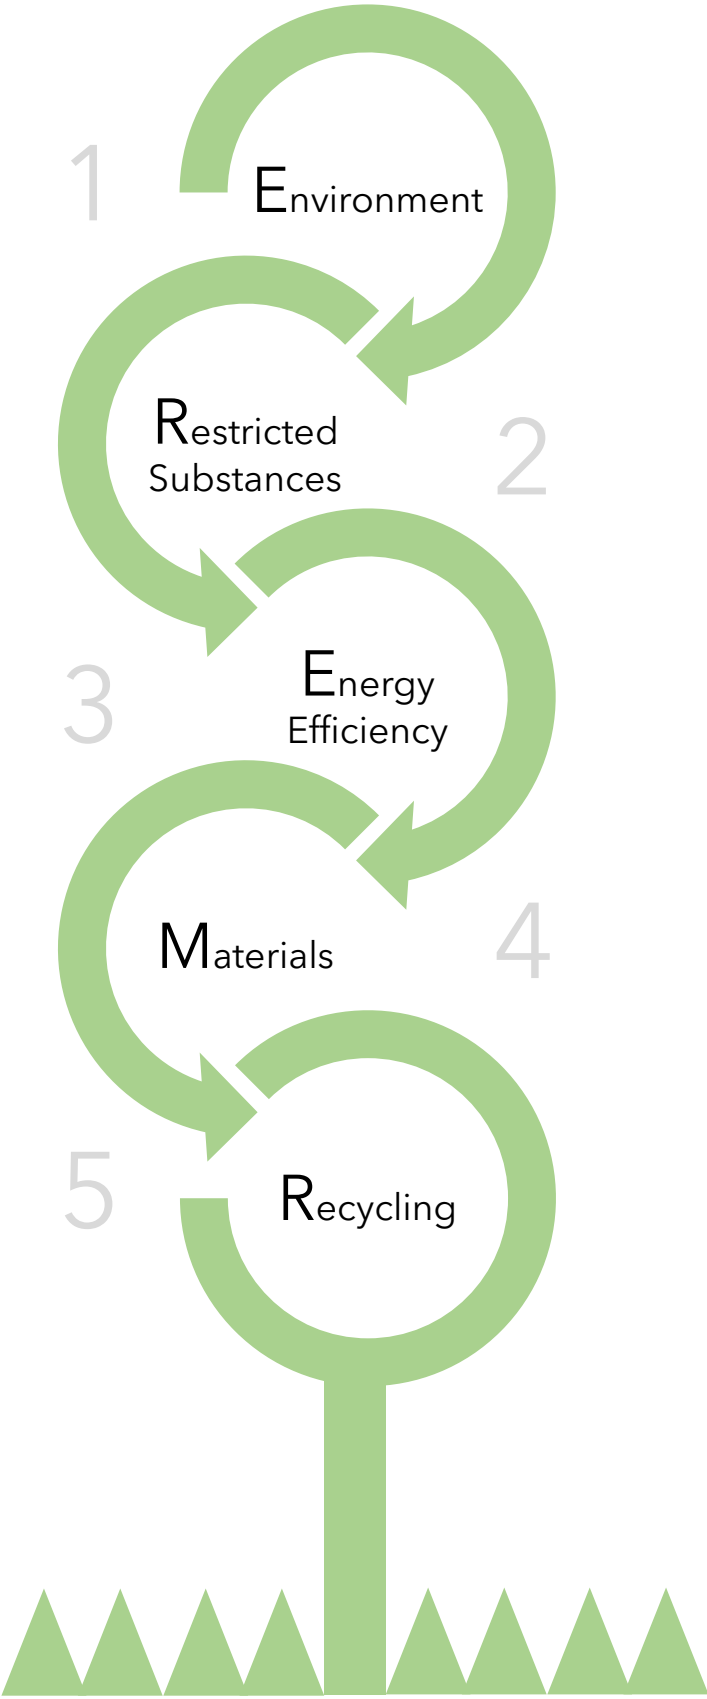 1
Environment
Restricted
Substances
2
3
Energy
Efficiency
4
Materials
5
Recycling